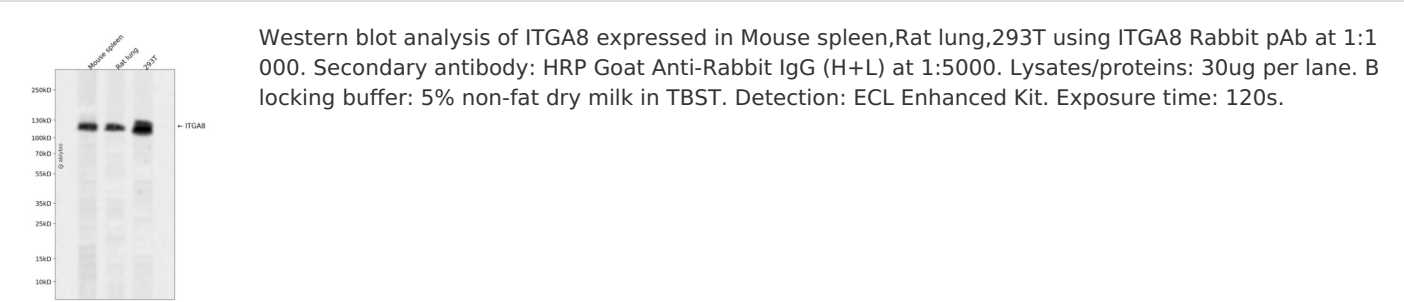 Mouse spleen
Rat lung
293T
250kD
130kD
← ITGA8
100kD
70kD
@ abybio
55kD
35kD
25kD
15kD
10kD
Western blot analysis of ITGA8 expressed in Mouse spleen,Rat lung,293T using ITGA8 Rabbit pAb at 1:1
000. Secondary antibody: HRP Goat Anti-Rabbit IgG (H+L) at 1:5000. Lysates/proteins: 30ug per lane. B
locking buffer: 5% non-fat dry milk in TBST. Detection: ECL Enhanced Kit. Exposure time: 120s.